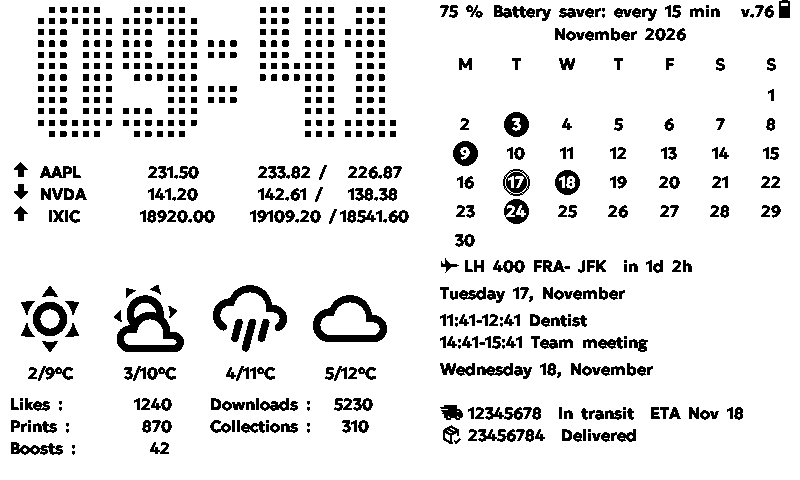 09:41
AAPL 231.50 233.82 / 226.87
NVDA 141.20 142.61 / 138.38
IXIC 18920.00 19109.20 / 18541.60
2/9°C 3/10°C 4/11°C 5/12°C
Likes : 1240 Downloads : 5230
Prints : 870 Collections : 310
Boosts : 42
75 % Battery saver: every 15 min v.76
November 2026
M T W T F S S
1
2 3 4 5 6 7 8
9 10 11 12 13 14 15
16 17 18 19 20 21 22
23 24 25 26 27 28 29
30
LH 400 FRA- JFK in 1d 2h
Tuesday 17, November
11:41-12:41 Dentist
14:41-15:41 Team meeting
Wednesday 18, November
12345678 In transit ETA Nov 18
23456784 Delivered